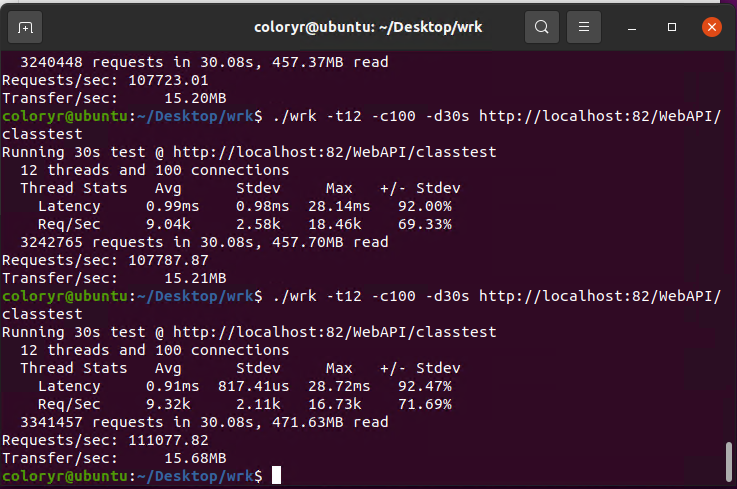 coloryr@ubuntu: ~/Desktop/wrk
3240448 requests in 30.08s, 457.37MB read
Requests/sec: 107723.01
Transfer/sec:     15.20MB
coloryr@ubuntu:~/Desktop/wrk$ ./wrk -t12 -c100 -d30s http://localhost:82/WebAPI/
classtest
Running 30s test @ http://localhost:82/WebAPI/classtest
  12 threads and 100 connections
  Thread Stats   Avg      Stdev     Max   +/- Stdev
    Latency     0.99ms    0.98ms  28.14ms   92.00%
    Req/Sec     9.04k     2.58k   18.46k    69.33%
  3242765 requests in 30.08s, 457.70MB read
Requests/sec: 107787.87
Transfer/sec:     15.21MB
coloryr@ubuntu:~/Desktop/wrk$ ./wrk -t12 -c100 -d30s http://localhost:82/WebAPI/
classtest
Running 30s test @ http://localhost:82/WebAPI/classtest
  12 threads and 100 connections
  Thread Stats   Avg      Stdev     Max   +/- Stdev
    Latency     0.91ms  817.41us  28.72ms   92.47%
    Req/Sec     9.32k     2.11k   16.73k    71.69%
  3341457 requests in 30.08s, 471.63MB read
Requests/sec: 111077.82
Transfer/sec:     15.68MB
coloryr@ubuntu:~/Desktop/wrk$